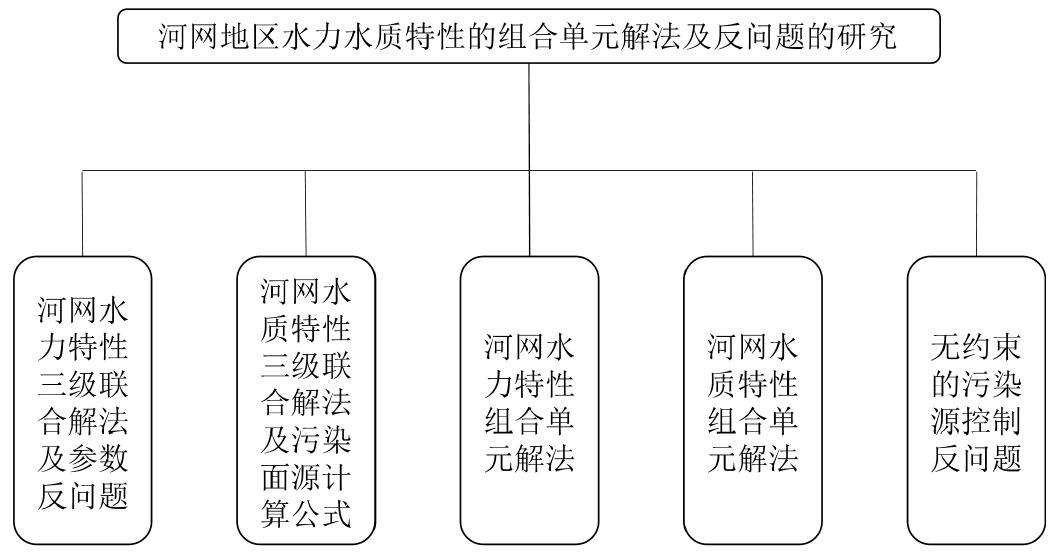 河网地区水力水质特性的组合单元解法及反问题的研究
河网水
力特性
三级联
合解法
及参数
反问题
河网水
质特性
三级联
合解法
及污染
面源计
算公式
河网水
力特性
组合单
元解法
河网水
质特性
组合单
元解法
无约束
的污染
源控制
反问题